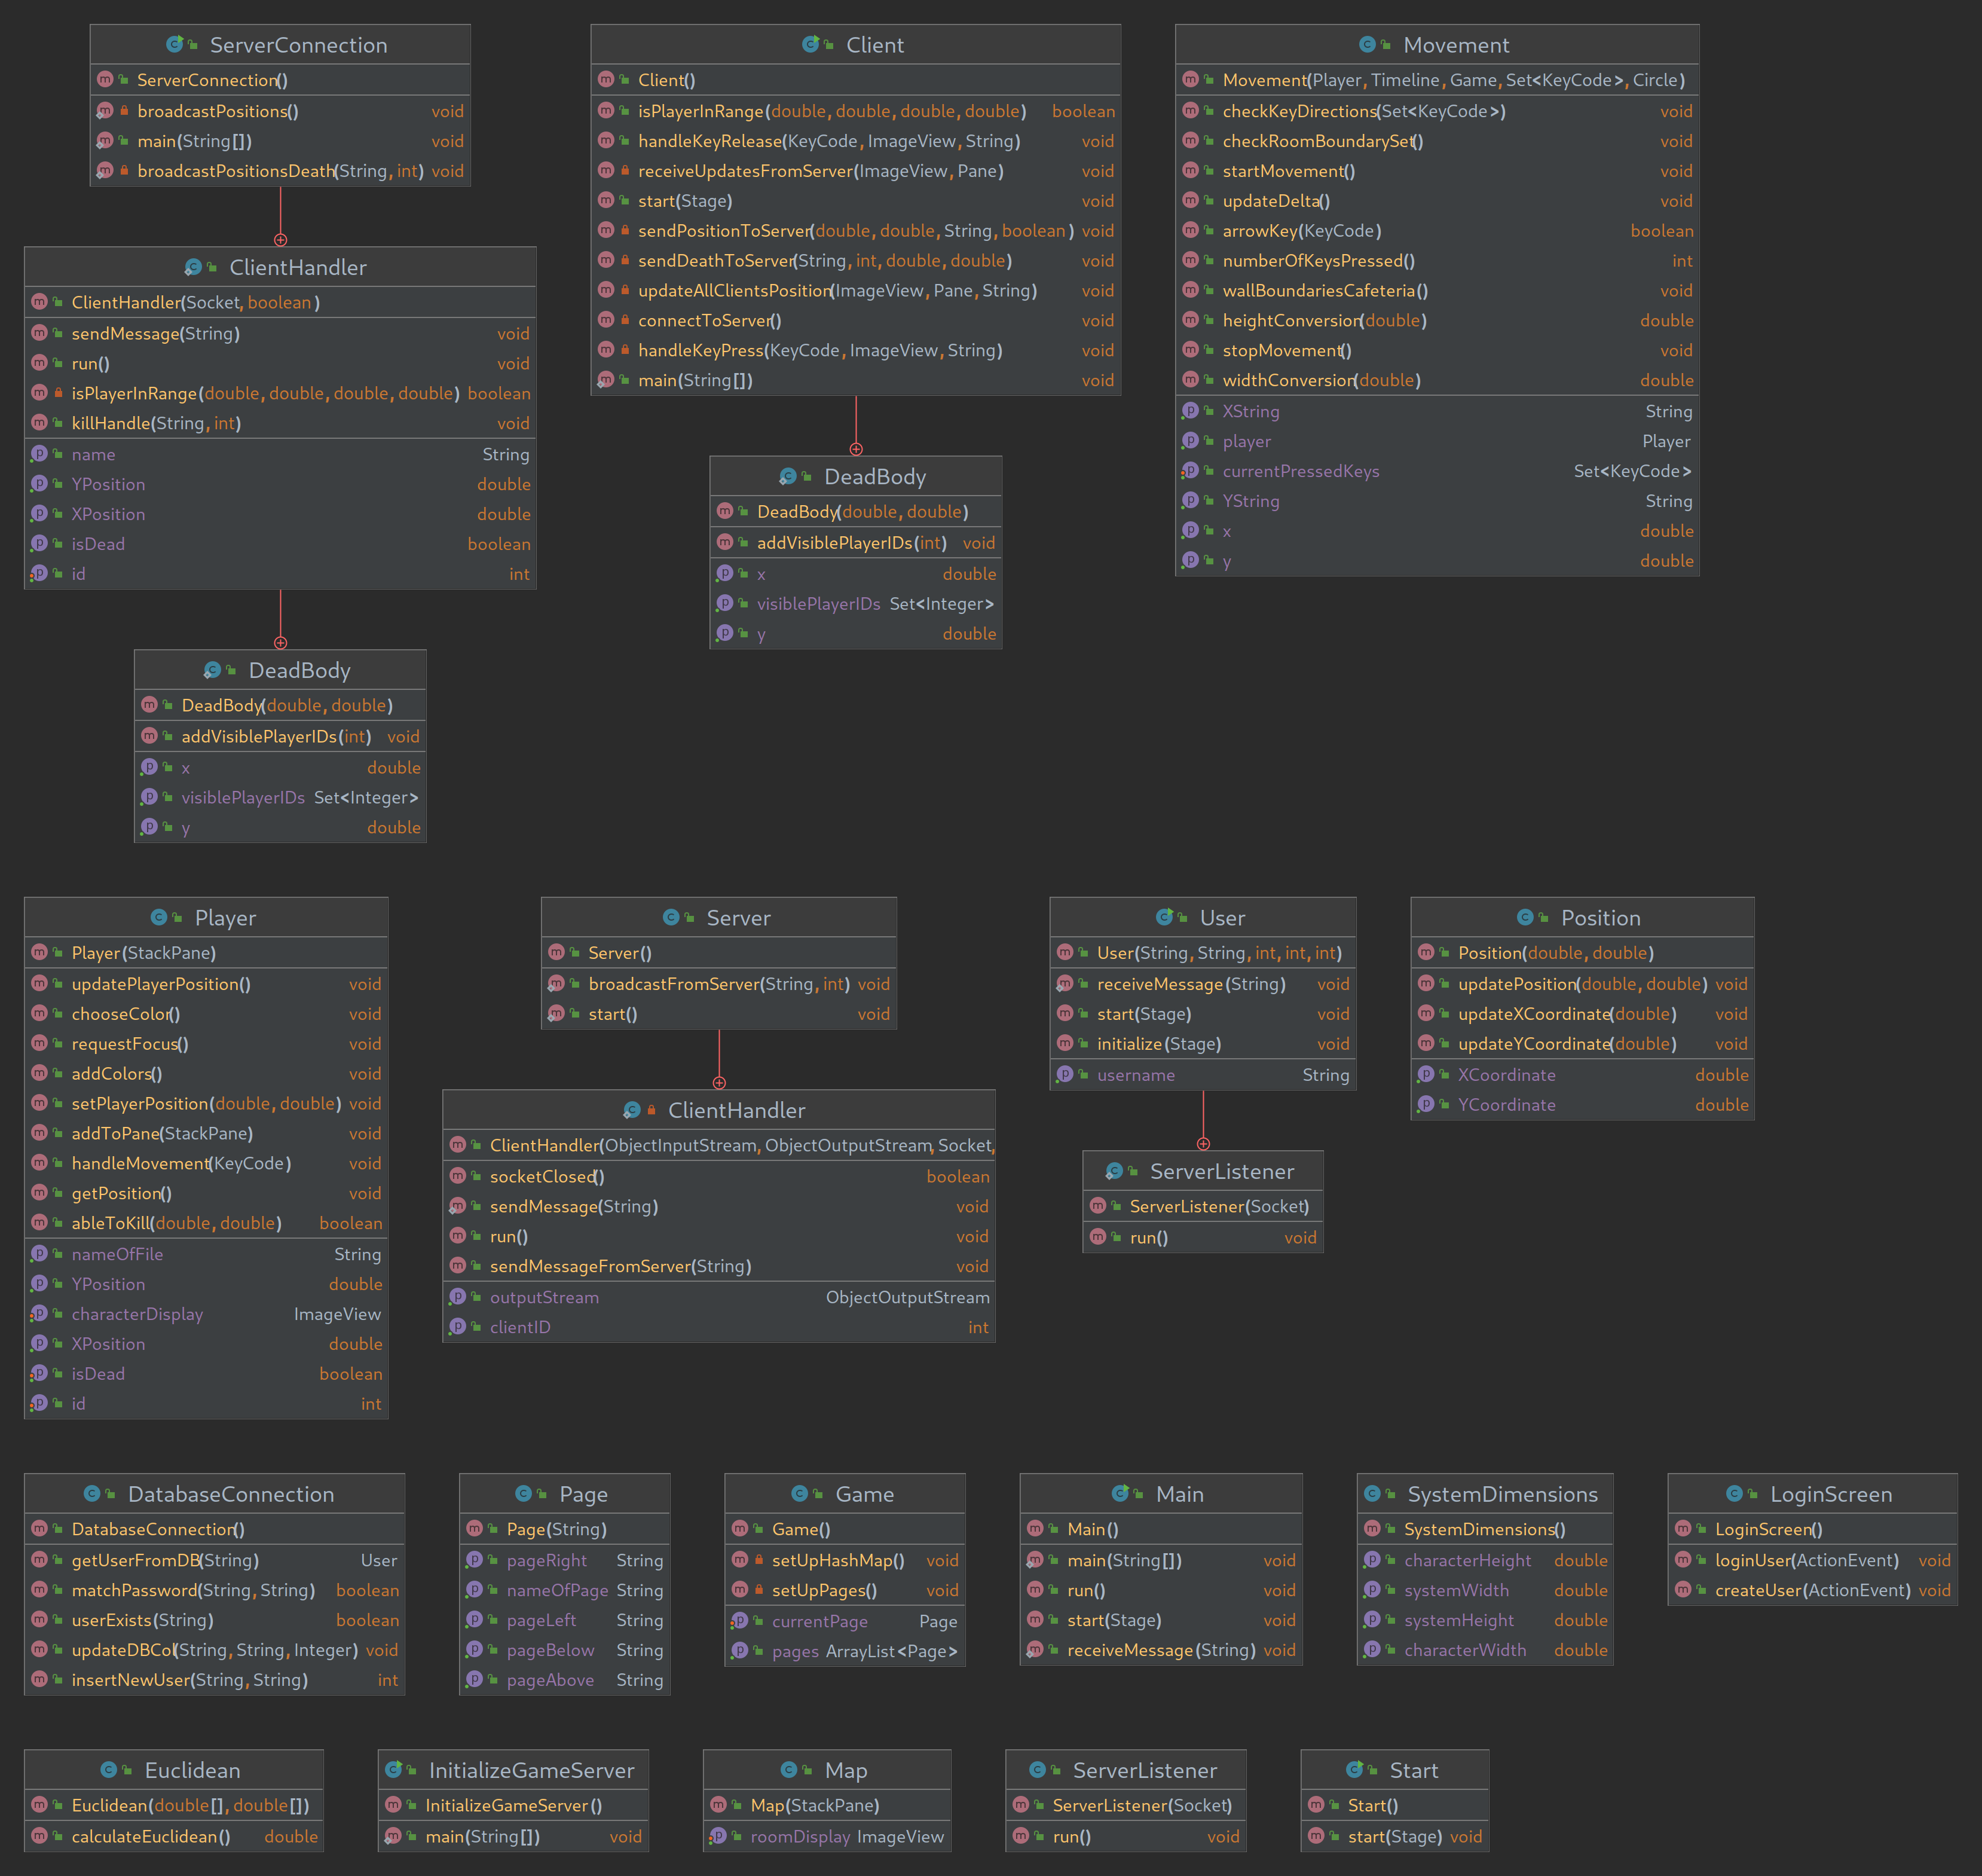 ServerConnection
ServerConnection()
broadcastPositions() void
main(String[]) void
broadcastPositionsDeath(String, int) void
ClientHandler
ClientHandler(Socket, boolean)
sendMessage(String) void
run() void
isPlayerInRange(double, double, double, double) boolean
killHandle(String, int) void
name String
YPosition double
XPosition double
isDead boolean
id int
DeadBody
DeadBody(double, double)
addVisiblePlayerIDs(int) void
x double
visiblePlayerIDs Set<Integer>
y double
Client
Client()
isPlayerInRange(double, double, double, double) boolean
handleKeyRelease(KeyCode, ImageView, String) void
receiveUpdatesFromServer(ImageView, Pane) void
start(Stage) void
sendPositionToServer(double, double, String, boolean) void
sendDeathToServer(String, int, double, double) void
updateAllClientsPosition(ImageView, Pane, String) void
connectToServer() void
handleKeyPress(KeyCode, ImageView, String) void
main(String[]) void
DeadBody
DeadBody(double, double)
addVisiblePlayerIDs(int) void
x double
visiblePlayerIDs Set<Integer>
y double
Movement
Movement(Player, Timeline, Game, Set<KeyCode>, Circle)
checkKeyDirections(Set<KeyCode>) void
checkRoomBoundarySet() void
startMovement() void
updateDelta() void
arrowKey(KeyCode) boolean
numberOfKeysPressed() int
wallBoundariesCafeteria() void
heightConversion(double) double
stopMovement() void
widthConversion(double) double
XString String
player Player
currentPressedKeys Set<KeyCode>
YString String
x double
y double
Player
Player(StackPane)
updatePlayerPosition() void
chooseColor() void
requestFocus() void
addColors() void
setPlayerPosition(double, double) void
addToPane(StackPane) void
handleMovement(KeyCode) void
getPosition() void
ableToKill(double, double) boolean
nameOfFile String
YPosition double
characterDisplay ImageView
XPosition double
isDead boolean
id int
Server
Server()
broadcastFromServer(String, int) void
start() void
ClientHandler
ClientHandler(ObjectInputStream, ObjectOutputStream, Socket,
socketClosed() boolean
sendMessage(String) void
run() void
sendMessageFromServer(String) void
outputStream ObjectOutputStream
clientID int
User
User(String, String, int, int, int)
receiveMessage(String) void
start(Stage) void
initialize(Stage) void
username String
ServerListener
ServerListener(Socket)
run() void
Position
Position(double, double)
updatePosition(double, double) void
updateXCoordinate(double) void
updateYCoordinate(double) void
XCoordinate double
YCoordinate double
DatabaseConnection
DatabaseConnection()
getUserFromDB(String) User
matchPassword(String, String) boolean
userExists(String) boolean
updateDBCol(String, String, Integer) void
insertNewUser(String, String) int
Page
Page(String)
pageRight String
nameOfPage String
pageLeft String
pageBelow String
pageAbove String
Game
Game()
setUpHashMap() void
setUpPages() void
currentPage Page
pages ArrayList<Page>
Main
Main()
main(String[]) void
run() void
start(Stage) void
receiveMessage(String) void
SystemDimensions
SystemDimensions()
characterHeight double
systemWidth double
systemHeight double
characterWidth double
LoginScreen
LoginScreen()
loginUser(ActionEvent) void
createUser(ActionEvent) void
Euclidean
Euclidean(double[], double[])
calculateEuclidean() double
InitializeGameServer
InitializeGameServer()
main(String[]) void
Map
Map(StackPane)
roomDisplay ImageView
ServerListener
ServerListener(Socket)
run() void
Start
Start()
start(Stage) void